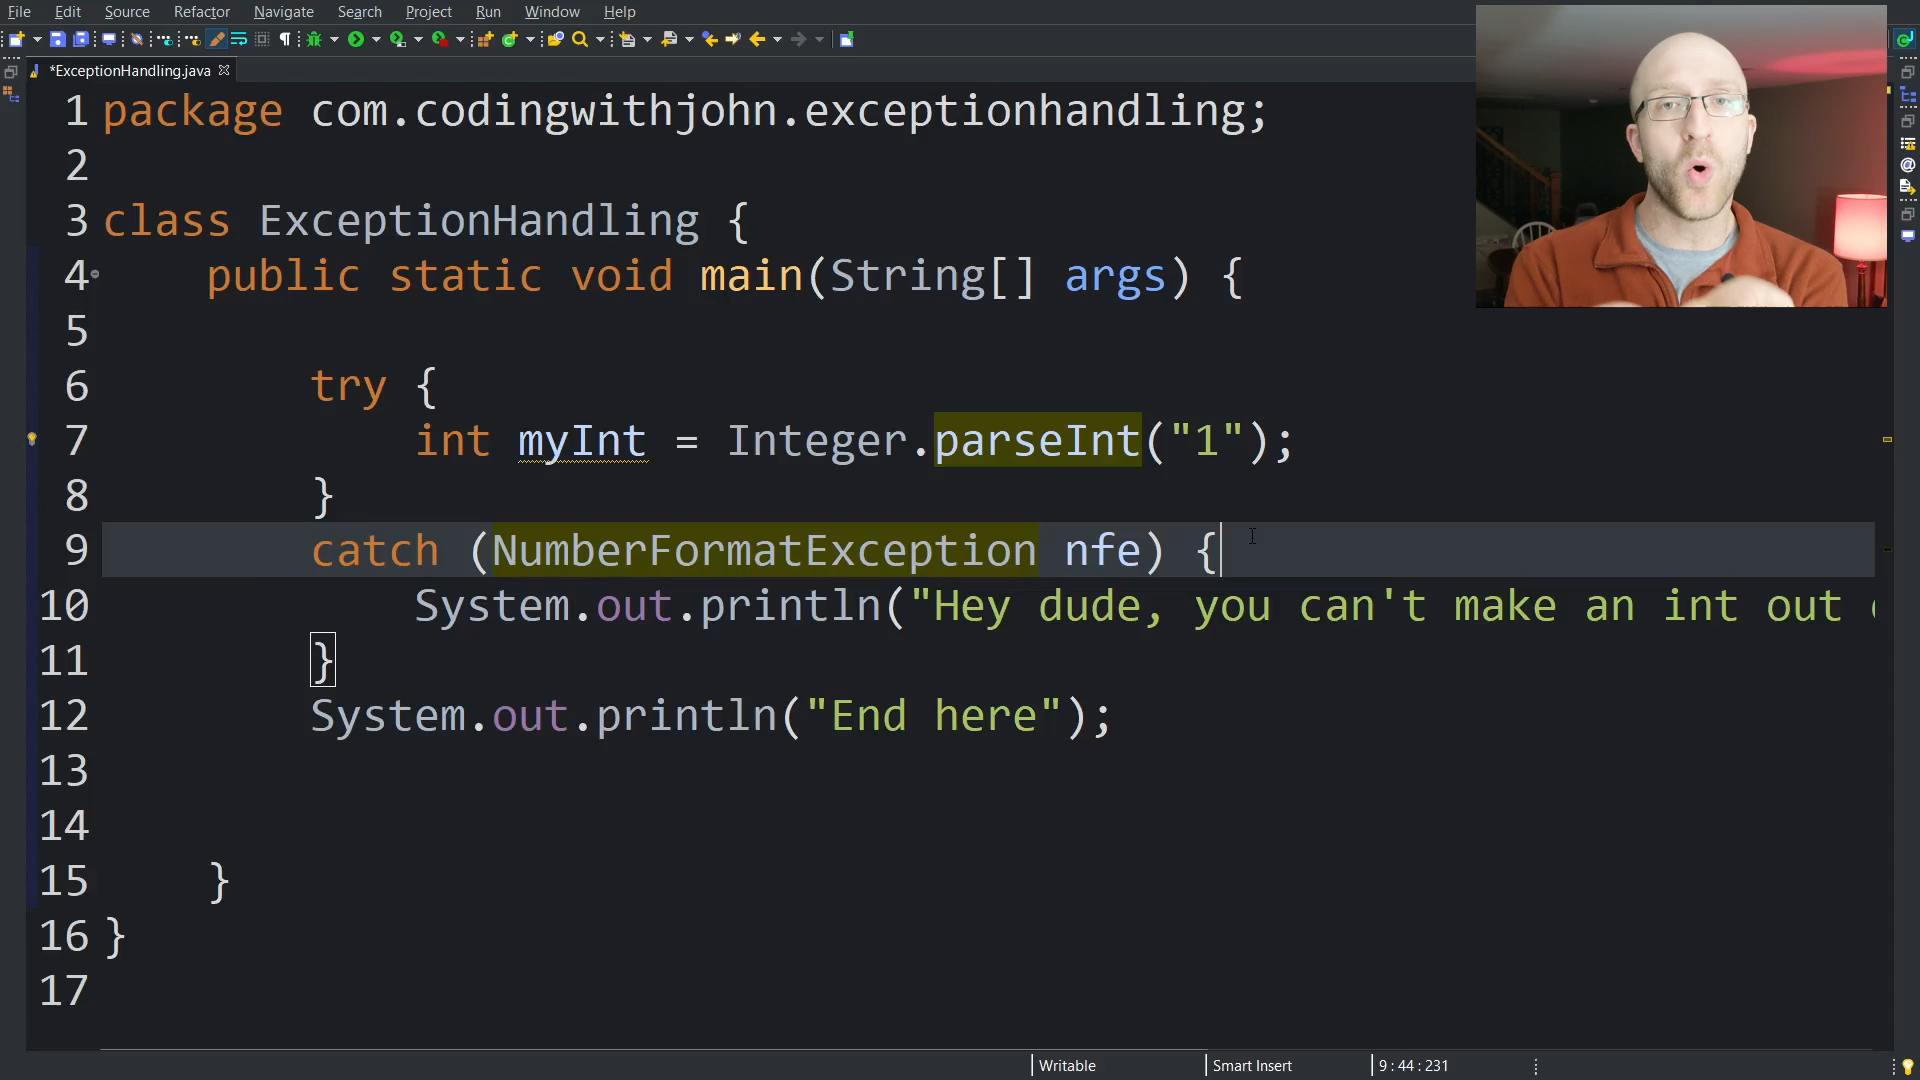 File Edit Source Refactor Navigate Search Project Run Window Help
*ExceptionHandling.java
1 package com.codingwithjohn.exceptionhandling;
2
3 class ExceptionHandling {
4 public static void main(String[] args) {
5
6 try {
7 int myInt = Integer.parseInt("1");
8 }
9 catch (NumberFormatException nfe) {
10 System.out.println("Hey dude, you can't make an int out
11 }
12 System.out.println("End here");
13
14
15 }
16 }
17
Writable Smart Insert 9 : 44 : 231